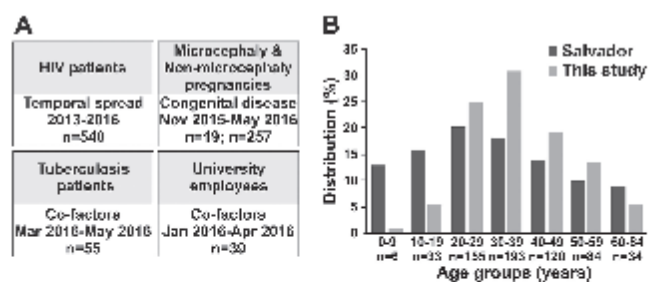 A
HIV patients
Temporal spread
2013-2016
n=540
Microcephaly &
Non-microcephaly
pregnancies
Congenital disease
Nov 2015-May 2016
n=19; n=257
Tuberculosis
patients
Co-factors
Mar 2016-May 2016
n=55
University
employees
Co-factors
Jan 2016-Apr 2016
n=30
B
Distribution (%)
35
30
25
20
15
10
5
0
Salvador
This study
0-9 10-19 20-29 30-39 40-49 50-59 60-84
n=6 n=33 n=155 n=193 n=120 n=84 n=34
Age groups (years)